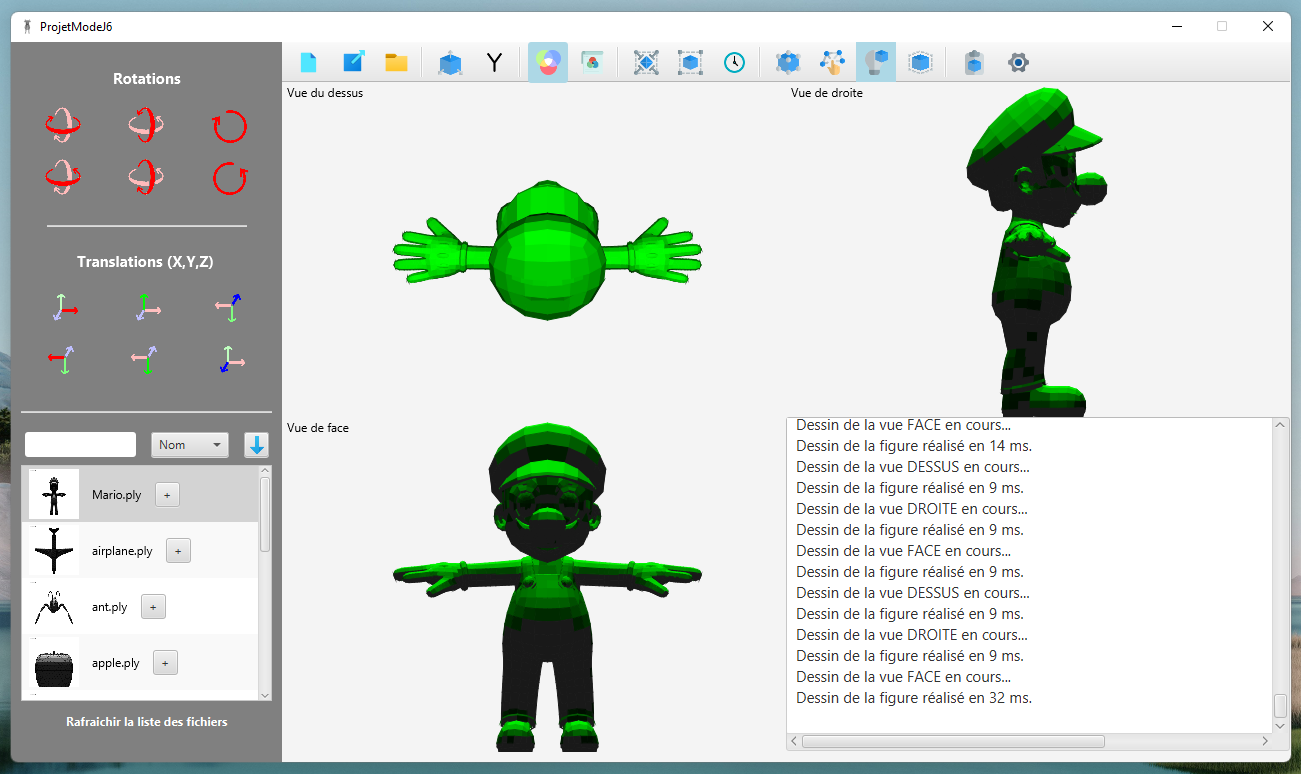 ProjetModeJ6
Rotations
Translations (X,Y,Z)
Nom
Mario.ply +
airplane.ply +
ant.ply +
apple.ply +
Rafraichir la liste des fichiers
Y
Vue du dessus
Vue de droite
Vue de face
Dessin de la vue FACE en cours...
Dessin de la figure réalisé en 14 ms.
Dessin de la vue DESSUS en cours...
Dessin de la figure réalisé en 9 ms.
Dessin de la vue DROITE en cours...
Dessin de la figure réalisé en 9 ms.
Dessin de la vue FACE en cours...
Dessin de la figure réalisé en 9 ms.
Dessin de la vue DESSUS en cours...
Dessin de la figure réalisé en 9 ms.
Dessin de la vue DROITE en cours...
Dessin de la figure réalisé en 9 ms.
Dessin de la vue FACE en cours...
Dessin de la figure réalisé en 32 ms.